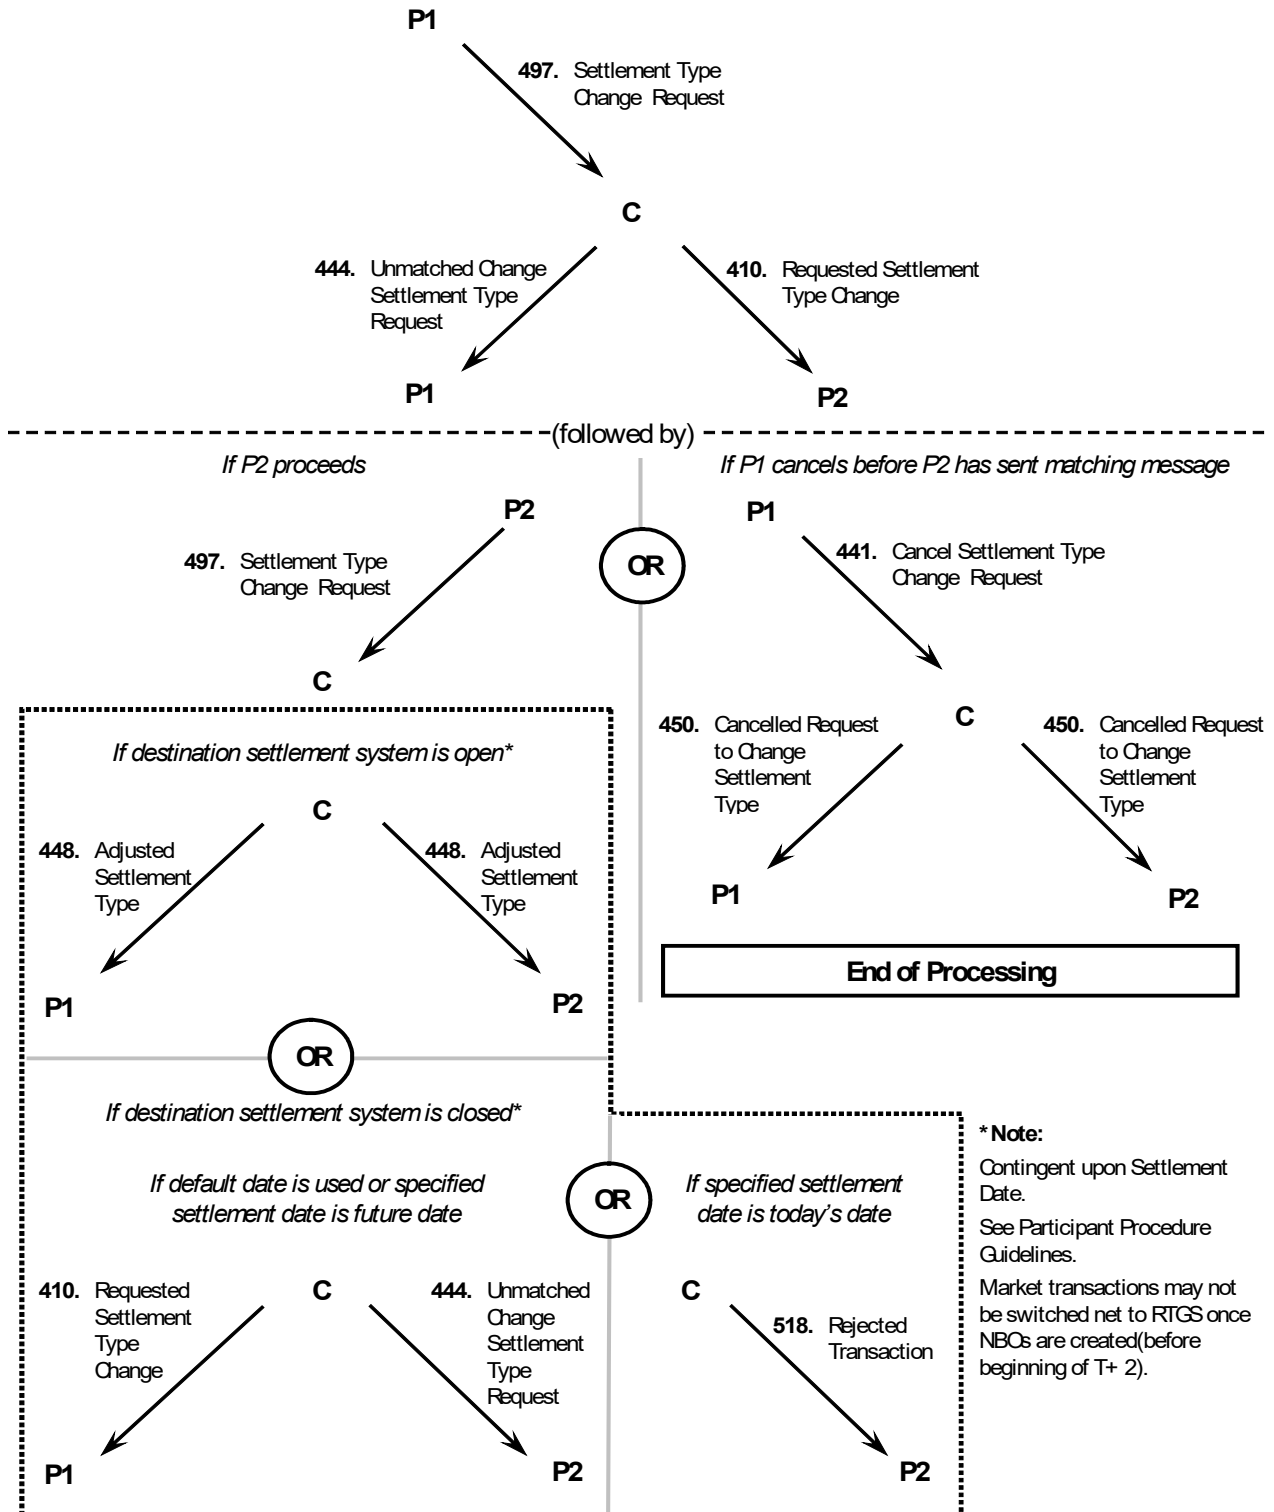 P1
497. Settlement Type
Change Request
C
444. Unmatched Change
Settlement Type
Request
410. Requested Settlement
Type Change
P1
P2
(followed by)
If P2 proceeds
If P1 cancels before P2 has sent matching message
P2
P1
497. Settlement Type
Change Request
OR
441. Cancel Settlement Type
Change Request
C
C
450. Cancelled Request
to Change
Settlement
Type
450. Cancelled Request
to Change
Settlement
Type
P1
P2
End of Processing
If destination settlement system is open*
C
448. Adjusted
Settlement
Type
448. Adjusted
Settlement
Type
P1
P2
OR
If destination settlement system is closed*
If default date is used or specified
settlement date is future date
OR
If specified settlement
date is today's date
C
410. Requested
Settlement
Type
Change
444. Unmatched
Change
Settlement
Type
Request
P1
P2
C
518. Rejected
Transaction
P2
* Note:
Contingent upon Settlement
Date.
See Participant Procedure
Guidelines.
Market transactions may not
be switched net to RTGS once
NBOs are created(before
beginning of T+ 2).